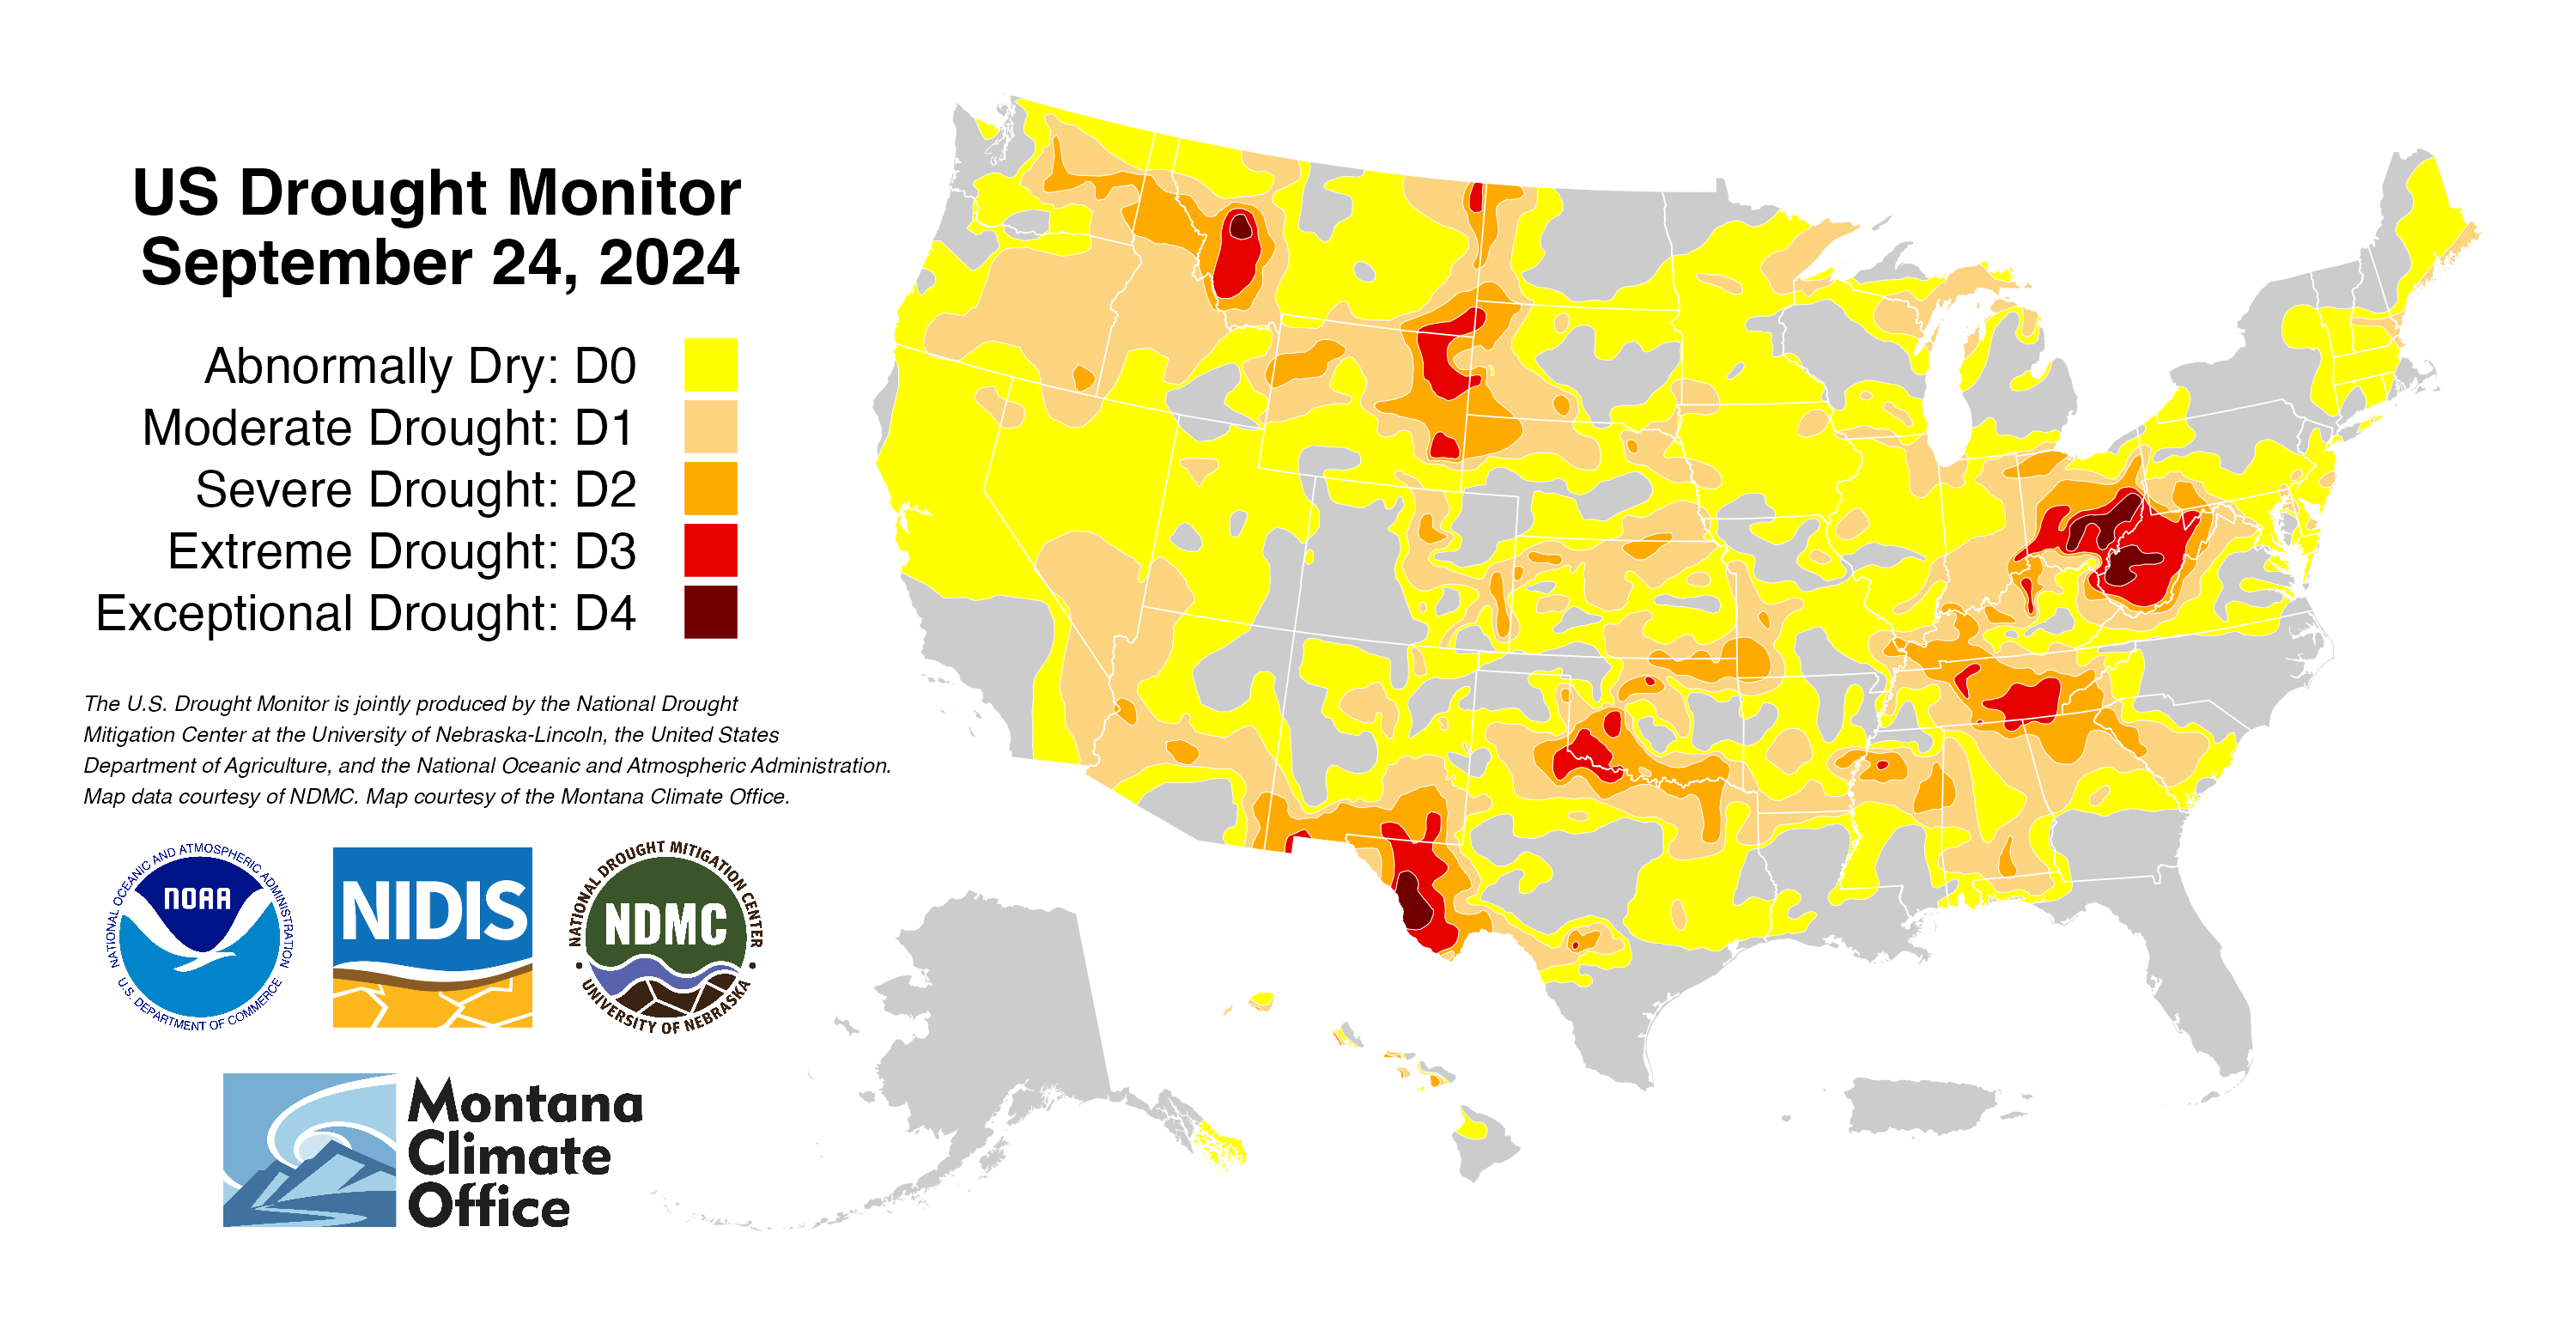 US Drought Monitor
September 24, 2024
Abnormally Dry: D0
Moderate Drought: D1
Severe Drought: D2
Extreme Drought: D3
Exceptional Drought: D4
The U.S. Drought Monitor is jointly produced by the National Drought
Mitigation Center at the University of Nebraska-Lincoln, the United States
Department of Agriculture, and the National Oceanic and Atmospheric Administration.
Map data courtesy of NDMC. Map courtesy of the Montana Climate Office.
NATIONAL OCEANIC AND ATMOSPHERIC ADMINISTRATION
NOAA
U.S. DEPARTMENT OF COMMERCE
NIDIS
NATIONAL DROUGHT MITIGATION CENTER
NDMC
UNIVERSITY OF NEBRASKA
Montana
Climate
Office